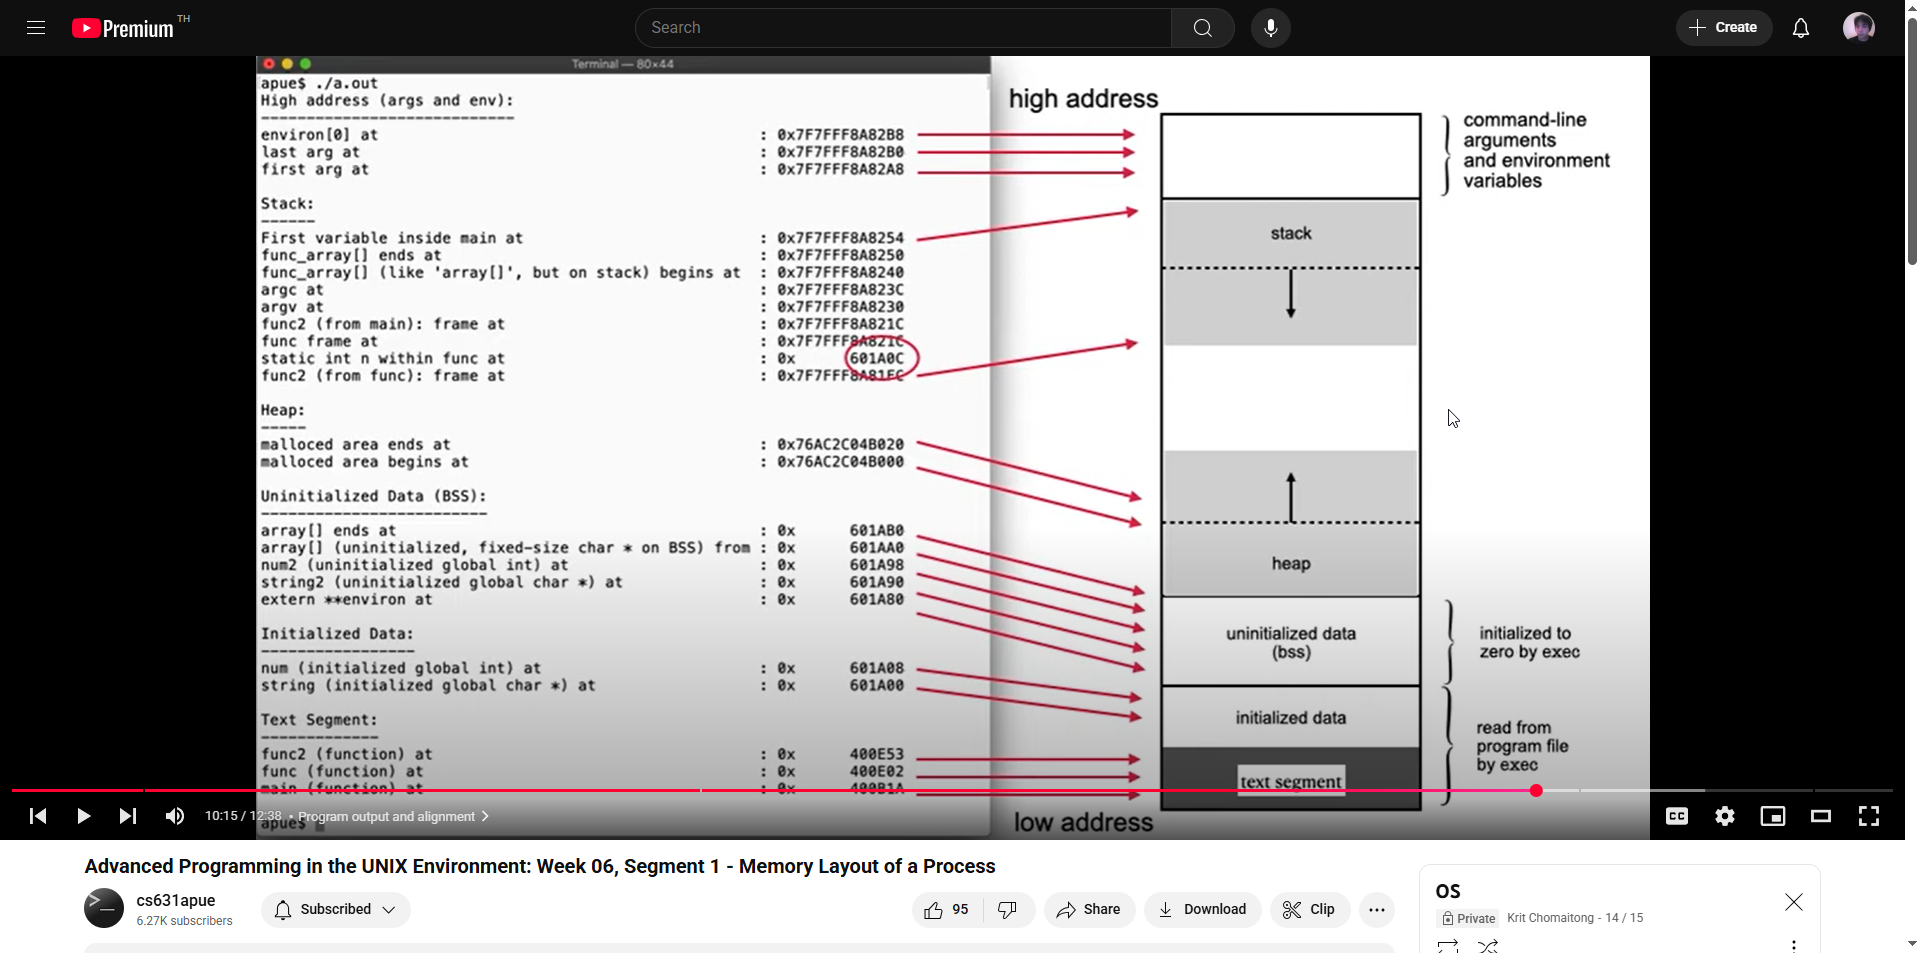 Premium TH
Search
Create
Terminal — 80×44
apue$ ./a.out
High address (args and env):
----------------------------
environ[0] at : 0x7F7FFF8A82B8
last arg at : 0x7F7FFF8A82B0
first arg at : 0x7F7FFF8A82A8
Stack:
------
First variable inside main at : 0x7F7FFF8A8254
func_array[] ends at : 0x7F7FFF8A8250
func_array[] (like 'array[]', but on stack) begins at : 0x7F7FFF8A8240
argc at : 0x7F7FFF8A823C
argv at : 0x7F7FFF8A8230
func2 (from main): frame at : 0x7F7FFF8A821C
func frame at : 0x7F7FFF8A821C
static int n within func at : 0x 601A0C
func2 (from func): frame at : 0x7F7FFF8A81FC
Heap:
-----
malloced area ends at : 0x76AC2C04B020
malloced area begins at : 0x76AC2C04B000
Uninitialized Data (BSS):
-------------------------
array[] ends at : 0x 601AB0
array[] (uninitialized, fixed-size char * on BSS) from : 0x 601AA0
num2 (uninitialized global int) at : 0x 601A98
string2 (uninitialized global char *) at : 0x 601A90
extern **environ at : 0x 601A80
Initialized Data:
-----------------
num (initialized global int) at : 0x 601A08
string (initialized global char *) at : 0x 601A00
Text Segment:
-------------
func2 (function) at : 0x 400E53
func (function) at : 0x 400E02
main (function) at : 0x 400B1A
apue$
high address
command-line
arguments
and environment
variables
stack
heap
uninitialized data
(bss)
initialized to
zero by exec
initialized data
read from
program file
by exec
text segment
low address
10:15 / 12:38 • Program output and alignment
CC
Advanced Programming in the UNIX Environment: Week 06, Segment 1 - Memory Layout of a Process
cs631apue
6.27K subscribers
Subscribed
95
Share
Download
Clip
OS
Private Krit Chomaitong - 14 / 15